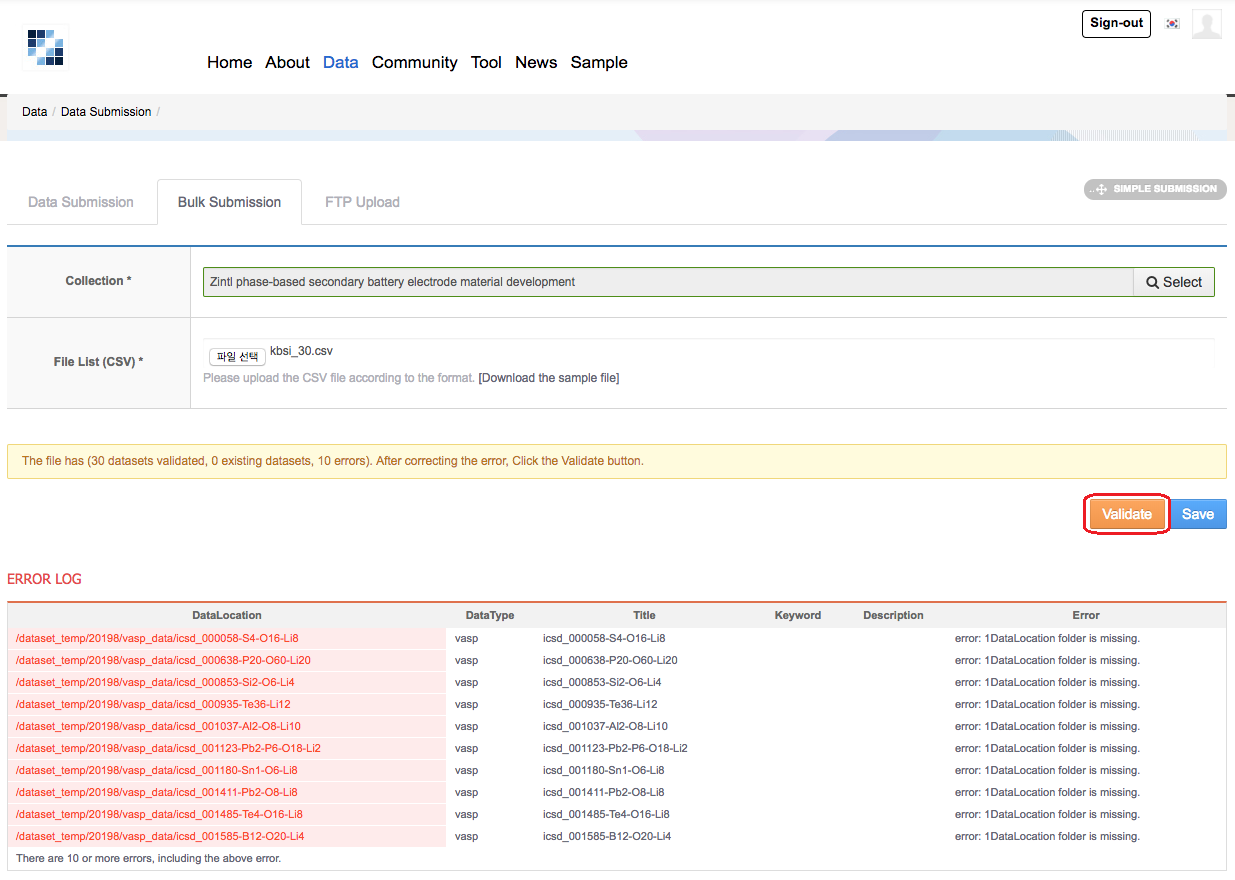 Sign-out
Home About Data Community Tool News Sample
Data / Data Submission /
Data Submission Bulk Submission FTP Upload
SIMPLE SUBMISSION
Collection * Zintl phase-based secondary battery electrode material development Select
File List (CSV) * 파일 선택 kbsi_30.csv
Please upload the CSV file according to the format. [Download the sample file]
The file has (30 datasets validated, 0 existing datasets, 10 errors). After correcting the error, Click the Validate button.
Validate Save
ERROR LOG
DataLocation DataType Title Keyword Description Error
/dataset_temp/20198/vasp_data/icsd_000058-S4-O16-Li8 vasp icsd_000058-S4-O16-Li8 error: 1DataLocation folder is missing.
/dataset_temp/20198/vasp_data/icsd_000638-P20-O60-Li20 vasp icsd_000638-P20-O60-Li20 error: 1DataLocation folder is missing.
/dataset_temp/20198/vasp_data/icsd_000853-Si2-O6-Li4 vasp icsd_000853-Si2-O6-Li4 error: 1DataLocation folder is missing.
/dataset_temp/20198/vasp_data/icsd_000935-Te36-Li12 vasp icsd_000935-Te36-Li12 error: 1DataLocation folder is missing.
/dataset_temp/20198/vasp_data/icsd_001037-Al2-O8-Li10 vasp icsd_001037-Al2-O8-Li10 error: 1DataLocation folder is missing.
/dataset_temp/20198/vasp_data/icsd_001123-Pb2-P6-O18-Li2 vasp icsd_001123-Pb2-P6-O18-Li2 error: 1DataLocation folder is missing.
/dataset_temp/20198/vasp_data/icsd_001180-Sn1-O6-Li8 vasp icsd_001180-Sn1-O6-Li8 error: 1DataLocation folder is missing.
/dataset_temp/20198/vasp_data/icsd_001411-Pb2-O8-Li8 vasp icsd_001411-Pb2-O8-Li8 error: 1DataLocation folder is missing.
/dataset_temp/20198/vasp_data/icsd_001485-Te4-O16-Li8 vasp icsd_001485-Te4-O16-Li8 error: 1DataLocation folder is missing.
/dataset_temp/20198/vasp_data/icsd_001585-B12-O20-Li4 vasp icsd_001585-B12-O20-Li4 error: 1DataLocation folder is missing.
There are 10 or more errors, including the above error.